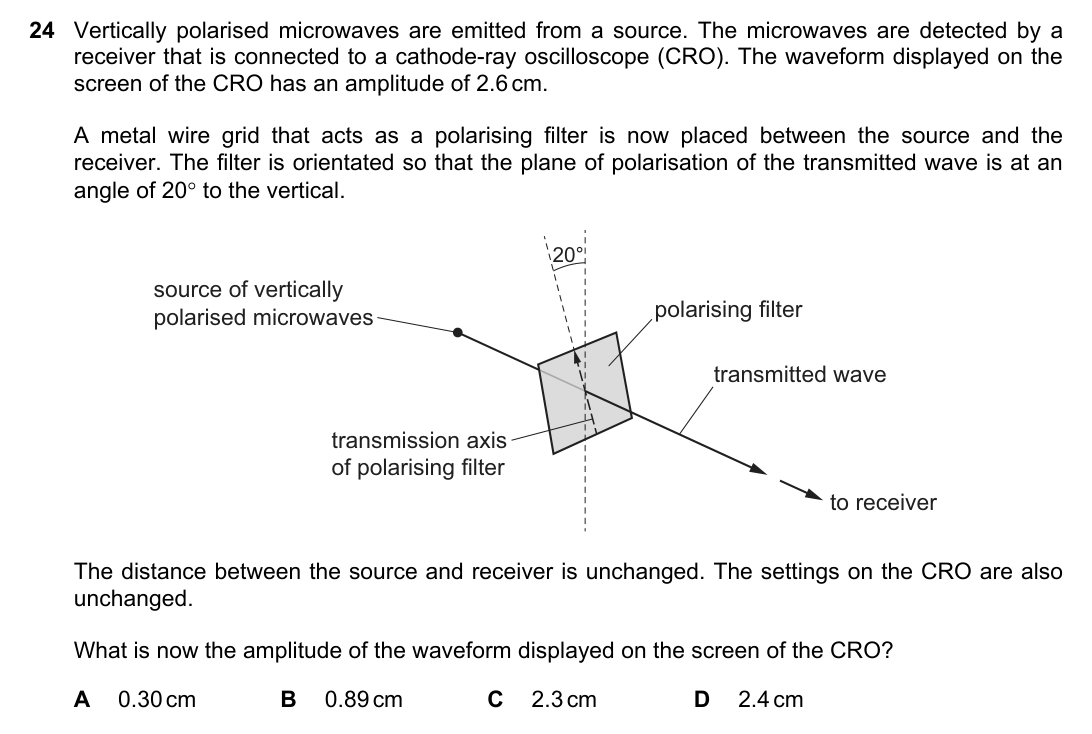 24 Vertically polarised microwaves are emitted from a source. The microwaves are detected by a
receiver that is connected to a cathode-ray oscilloscope (CRO). The waveform displayed on the
screen of the CRO has an amplitude of 2.6 cm.
A metal wire grid that acts as a polarising filter is now placed between the source and the
receiver. The filter is orientated so that the plane of polarisation of the transmitted wave is at an
angle of 20° to the vertical.
20°
source of vertically
polarised microwaves
polarising filter
transmitted wave
transmission axis
of polarising filter
to receiver
The distance between the source and receiver is unchanged. The settings on the CRO are also
unchanged.
What is now the amplitude of the waveform displayed on the screen of the CRO?
A 0.30 cm B 0.89 cm C 2.3 cm D 2.4 cm